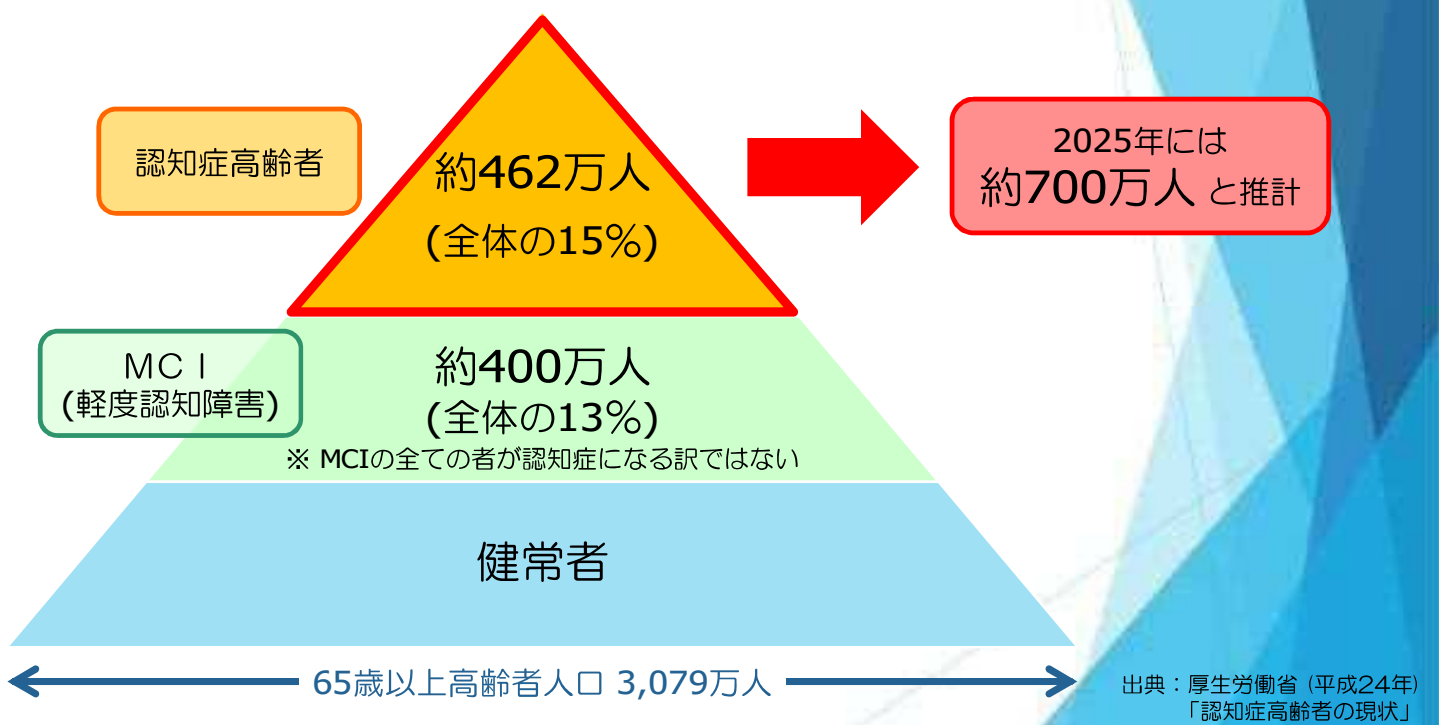 認知症高齢者
約462万人
(全体の15%)
2025年には
約700万人 と推計
MCI
(軽度認知障害)
約400万人
(全体の13%)
※ MCIの全ての者が認知症になる訳ではない
健常者
65歳以上高齢者人口 3,079万人
出典：厚生労働省 (平成24年)
「認知症高齢者の現状」